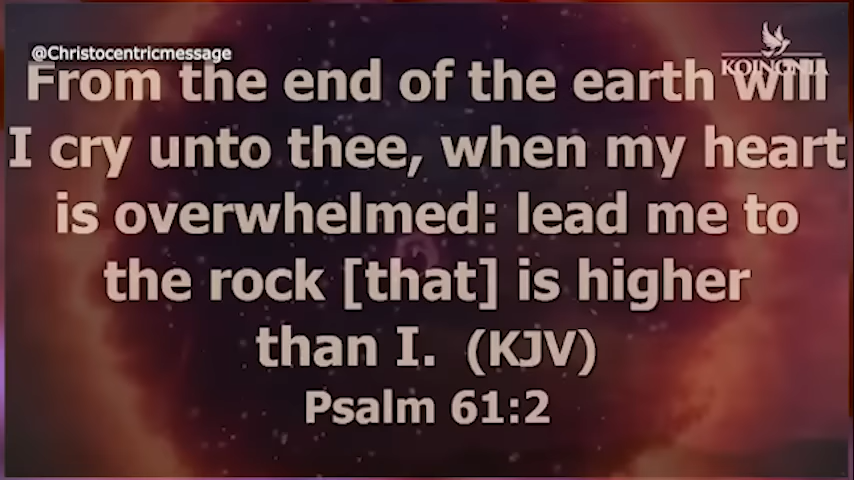 @Christocentricmessage
KOINONIA
From the end of the earth will
I cry unto thee, when my heart
is overwhelmed: lead me to
the rock [that] is higher
than I. (KJV)
Psalm 61:2